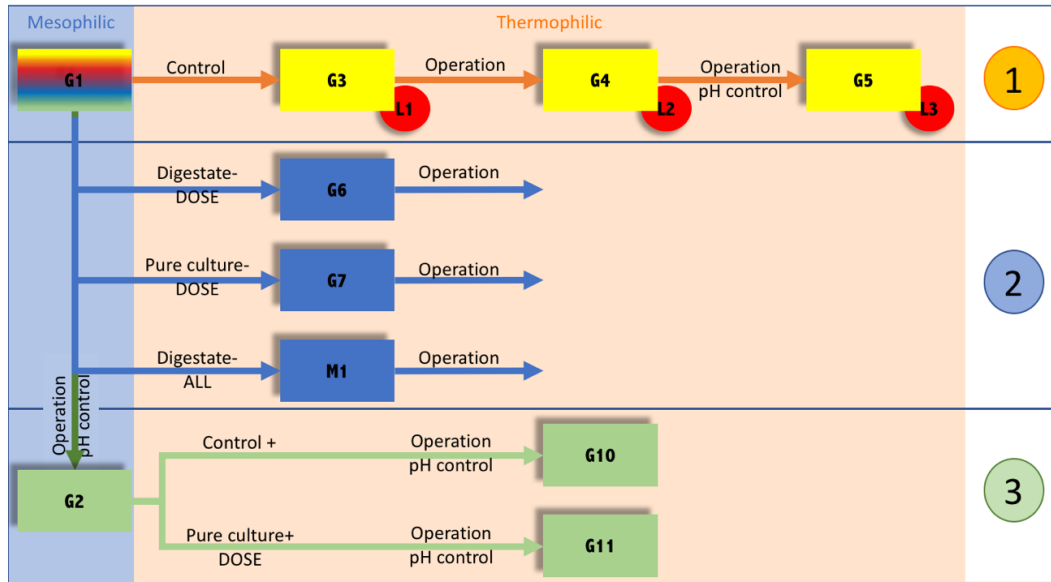 Mesophilic
Thermophilic
G1
Control
G3
L1
Operation
G4
L2
Operation
pH control
G5
L3
1
Digestate-
DOSE
G6
Operation
Pure culture-
DOSE
G7
Operation
2
Digestate-
ALL
M1
Operation
Operation
pH control
G2
Control +
Operation
pH control
G10
Pure culture+
DOSE
Operation
pH control
G11
3